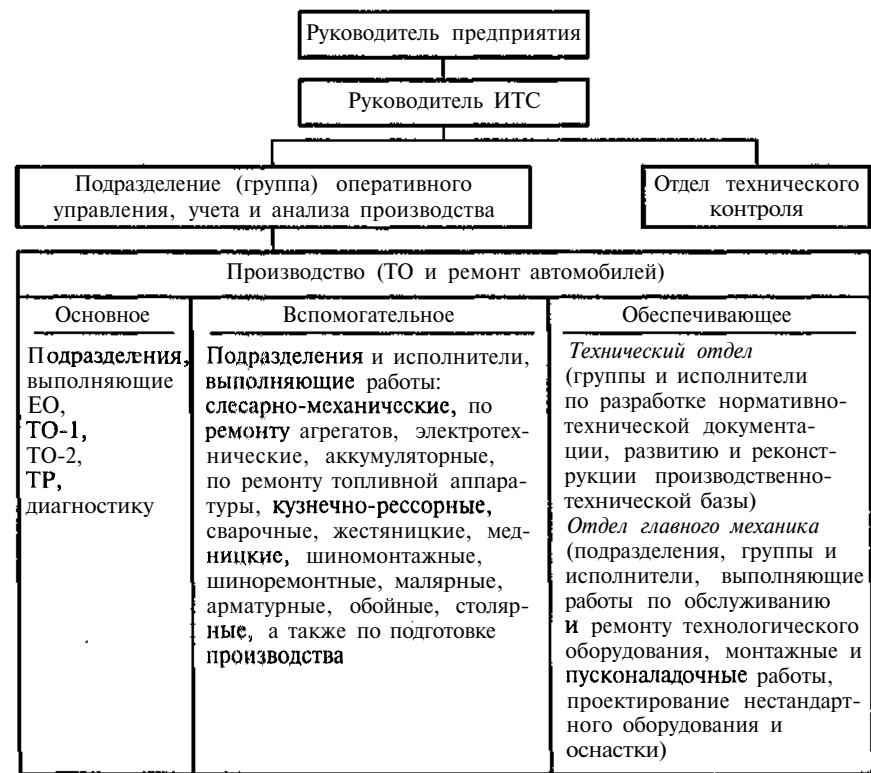 Руководитель предприятия
Руководитель ИТС
Подразделение (группа) оперативного
управления, учета и анализа производства
Отдел технического
контроля
Производство (ТО и ремонт автомобилей)
Основное
Подразделения,
выполняющие
ЕО,
ТО-1,
ТО-2,
ТР,
диагностику
Вспомогательное
Подразделения и исполнители,
выполняющие работы:
слесарно-механические, по
ремонту агрегатов, электротех-
нические, аккумуляторные,
по ремонту топливной аппара-
туры, кузнечно-рессорные,
сварочные, жестяницкие, мед-
ницкие, шиномонтажные,
шиноремонтные, малярные,
арматурные, обойные, столяр-
ные, а также по подготовке
производства
Обеспечивающее
Технический отдел
(группы и исполнители
по разработке нормативно-
технической документа-
ции, развитию и реконст-
рукции производственно-
технической базы)
Отдел главного механика
(подразделения, группы и
исполнители, выполняющие
работы по обслуживанию
и ремонту технологического
оборудования, монтажные и
пусконаладочные работы,
проектирование нестандарт-
ного оборудования и
оснастки)